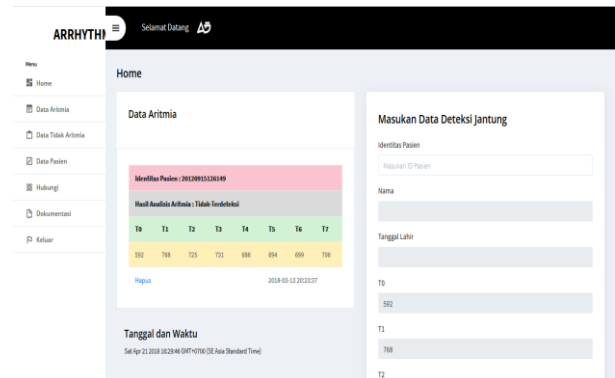 ARRHYTHM
Selamat Datang
Menu
Home
Data Aritmia
Data Tidak Aritmia
Data Pasien
Hubungi
Dokumentasi
Keluar
Home
Data Aritmia
Identitas Pasien : 20120915126149
Hasil Analisis Aritmia : Tidak Terdeteksi
T0 T1 T2 T3 T4 T5 T6 T7
592 768 725 731 688 694 699 708
Hapus 2018-03-13 20:23:37
Tanggal dan Waktu
Sat Apr 21 2018 16:29:46 GMT+0700 (SE Asia Standard Time)
Masukan Data Deteksi Jantung
Identitas Pasien
Masukan ID Pasien
Nama
Tanggal Lahir
T0
592
T1
768
T2